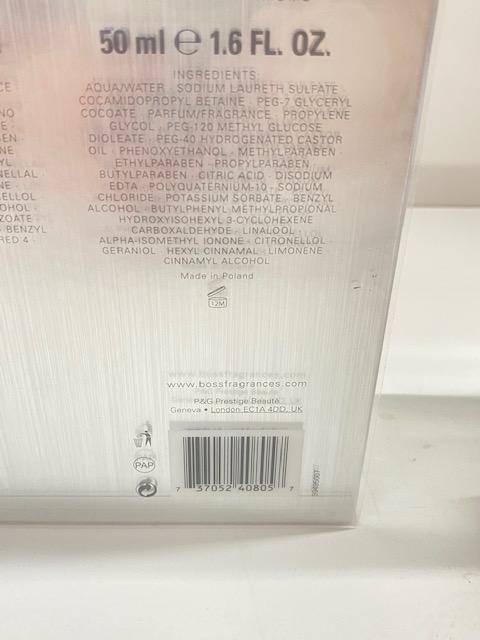 50 ml ℮ 1.6 FL. OZ.
INGREDIENTS:
AQUA/WATER · SODIUM LAURETH SULFATE ·
COCAMIDOPROPYL BETAINE · PEG-7 GLYCERYL
COCOATE · PARFUM/FRAGRANCE · PROPYLENE
GLYCOL · PEG-120 METHYL GLUCOSE
DIOLEATE · PEG-40 HYDROGENATED CASTOR
OIL · PHENOXYETHANOL · METHYLPARABEN ·
ETHYLPARABEN · PROPYLPARABEN ·
BUTYLPARABEN · CITRIC ACID · DISODIUM
EDTA · POLYQUATERNIUM-10 · SODIUM
CHLORIDE · POTASSIUM SORBATE · BENZYL
ALCOHOL · BUTYLPHENYL METHYLPROPIONAL ·
HYDROXYISOHEXYL 3-CYCLOHEXENE
CARBOXALDEHYDE · LINALOOL ·
ALPHA-ISOMETHYL IONONE · CITRONELLOL ·
GERANIOL · HEXYL CINNAMAL · LIMONENE ·
CINNAMYL ALCOHOL
Made in Poland
12M
www.bossfragrances.com
P&G Prestige Beauté
Geneva • London EC1A 4DD, UK
PAP
7 37052 40805 7
BENZYL
RED 4 ·